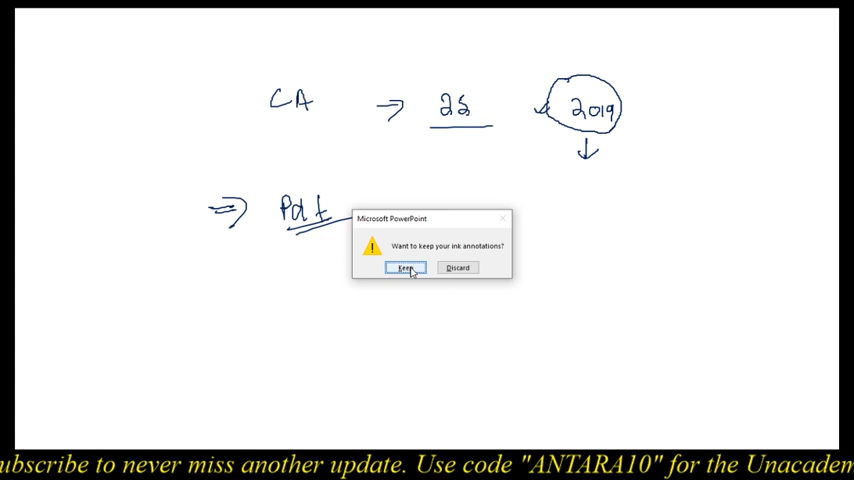 CA ⇒ 25 2019
⇒ Pdf
Microsoft PowerPoint
Want to keep your ink annotations?
Keep Discard
ubscribe to never miss another update. Use code "ANTARA10" for the Unacadem